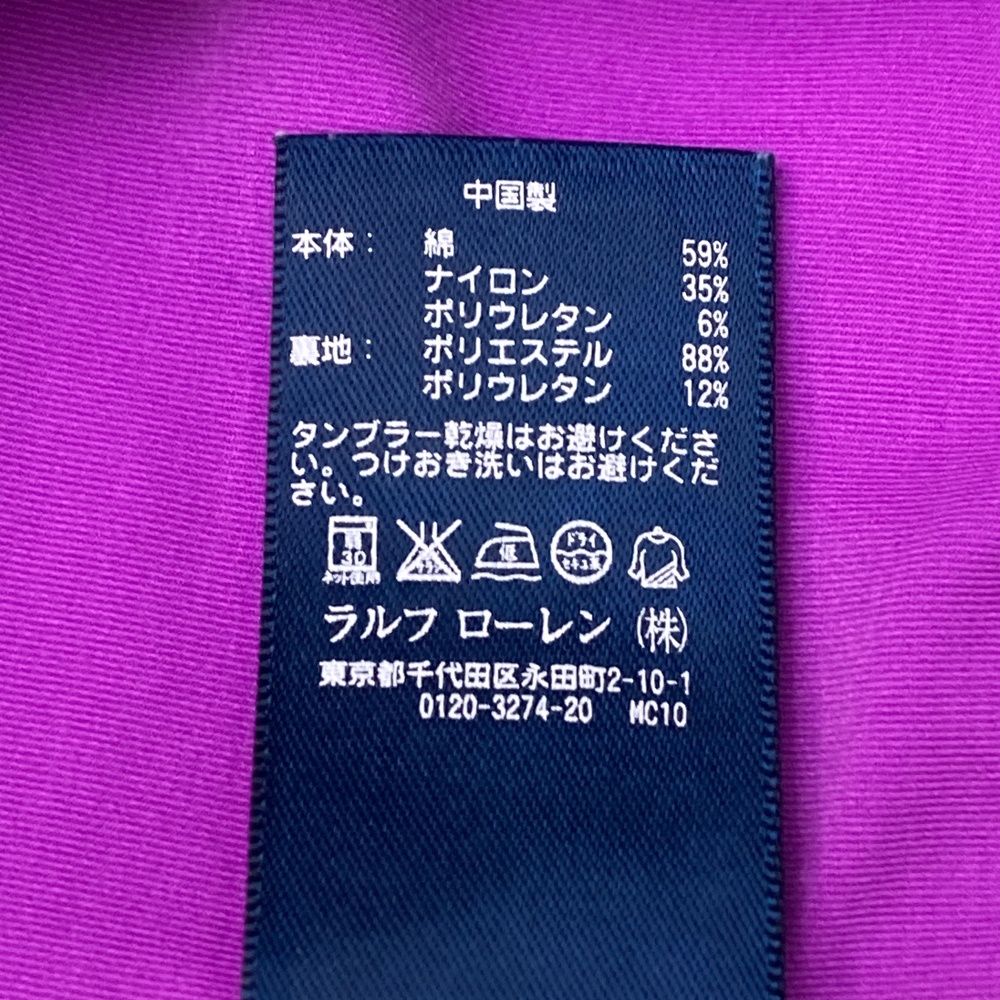 中国製
本体： 綿 59%
ナイロン 35%
ポリウレタン 6%
裏地： ポリエステル 88%
ポリウレタン 12%
タンブラー乾燥はお避けくださ
い。つけおき洗いはお避けくだ
さい。
30 低 ドライ
ネット使用 セキユ系
ラルフ ローレン（株）
東京都千代田区永田町2-10-1
0120-3274-20 MC10